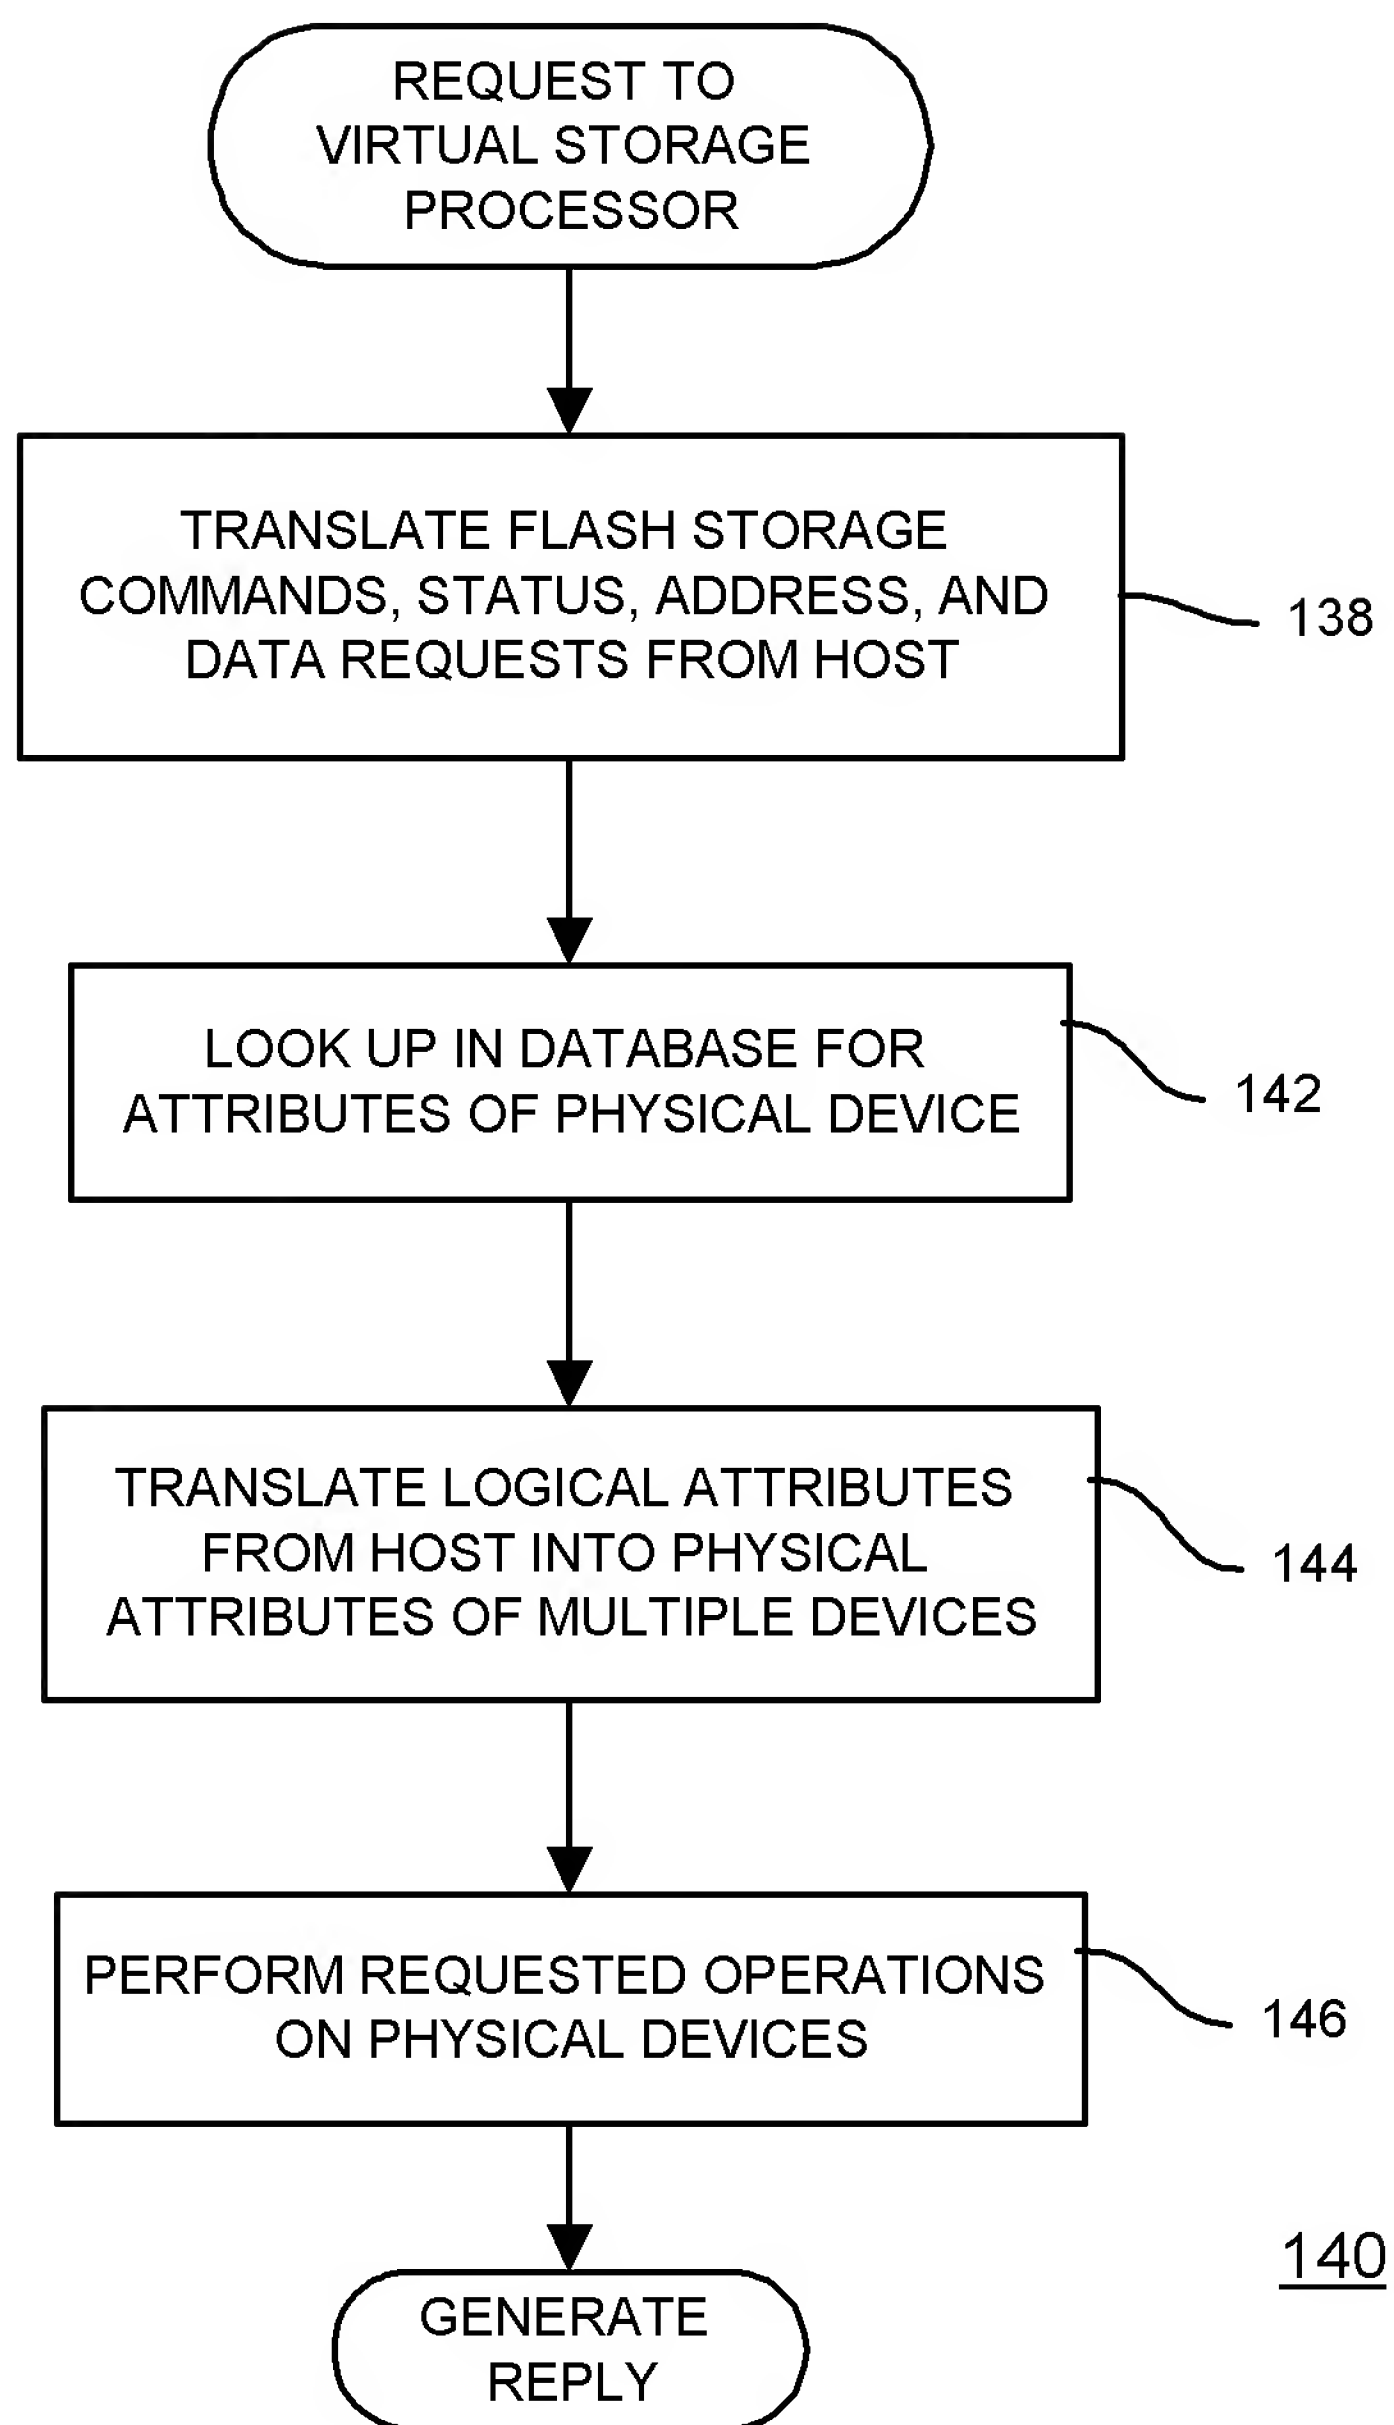 REQUEST TO
VIRTUAL STORAGE
PROCESSOR
TRANSLATE FLASH STORAGE
COMMANDS, STATUS, ADDRESS, AND
DATA REQUESTS FROM HOST
138
LOOK UP IN DATABASE FOR
ATTRIBUTES OF PHYSICAL DEVICE
142
TRANSLATE LOGICAL ATTRIBUTES
FROM HOST INTO PHYSICAL
ATTRIBUTES OF MULTIPLE DEVICES
144
PERFORM REQUESTED OPERATIONS
ON PHYSICAL DEVICES
146
140
GENERATE
REPLY